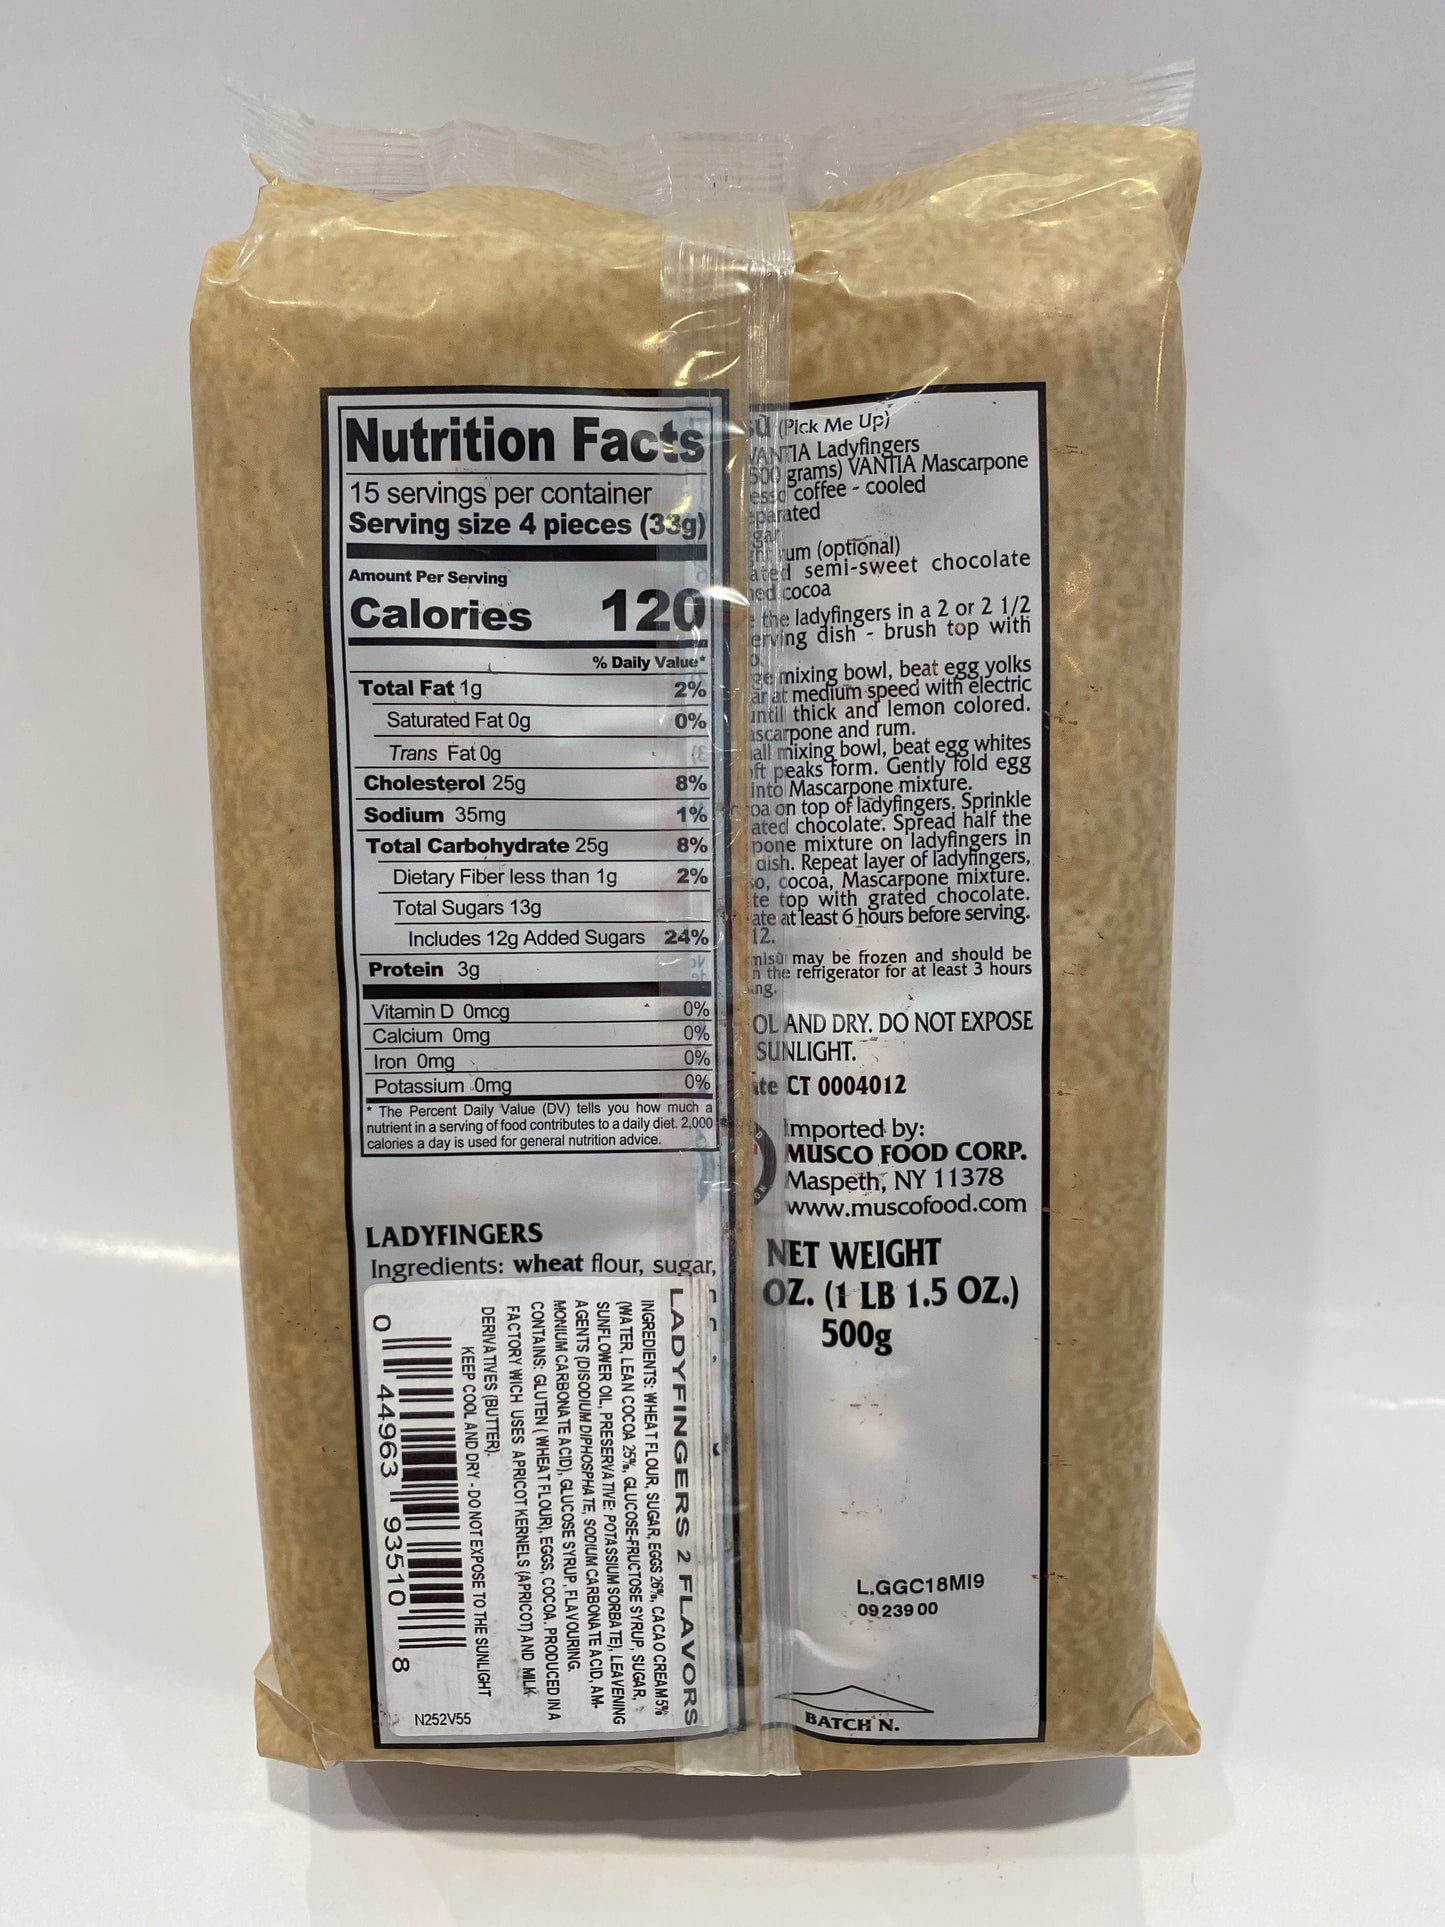 Nutrition Facts
15 servings per container
Serving size 4 pieces (33g)
Amount Per Serving
Calories 120
% Daily Value*
Total Fat 1g 2%
Saturated Fat 0g 0%
Trans Fat 0g
Cholesterol 25g 8%
Sodium 35mg 1%
Total Carbohydrate 25g 8%
Dietary Fiber less than 1g 2%
Total Sugars 13g
Includes 12g Added Sugars 24%
Protein 3g
Vitamin D 0mcg 0%
Calcium 0mg 0%
Iron 0mg 0%
Potassium 0mg 0%
* The Percent Daily Value (DV) tells you how much a
nutrient in a serving of food contributes to a daily diet. 2,000
calories a day is used for general nutrition advice.
LADYFINGERS
Ingredients: wheat flour, sugar,
LADYFINGERS 2 FLAVORS
INGREDIENTS: WHEAT FLOUR, SUGAR, EGGS 26%, CACAO CREAM 5%
(WATER, LEAN COCOA 25%, GLUCOSE-FRUCTOSE SYRUP, SUGAR,
SUNFLOWER OIL, PRESERVATIVE: POTASSIUM SORBATE), LEAVENING
AGENTS (DISODIUM DIPHOSPHATE, SODIUM CARBONATE ACID, AM-
MONIUM CARBONATE ACID), GLUCOSE SYRUP, FLAVOURING.
CONTAINS: GLUTEN (WHEAT FLOUR), EGGS, COCOA. PRODUCED IN A
FACTORY WICH USES APRICOT KERNELS (APRICOT) AND MILK
DERIVATIVES (BUTTER).
KEEP COOL AND DRY - DO NOT EXPOSE TO THE SUNLIGHT
0 44963 93510 8
N252V55
(Pick Me Up)
Ladyfingers
grams) VANTIA Mascarpone
coffee - cooled
rum (optional)
semi-sweet chocolate
cocoa
the ladyfingers in a 2 or 2 1/2
dish - brush top with
mixing bowl, beat egg yolks
at medium speed with electric
until thick and lemon colored.
and rum.
mixing bowl, beat egg whites
peaks form. Gently fold egg
into Mascarpone mixture.
on top of ladyfingers. Sprinkle
chocolate. Spread half the
mixture on ladyfingers in
dish. Repeat layer of ladyfingers,
cocoa, Mascarpone mixture.
top with grated chocolate.
at least 6 hours before serving.
12.
may be frozen and should be
the refrigerator for at least 3 hours
AND DRY. DO NOT EXPOSE
SUNLIGHT.
CT 0004012
Imported by:
MUSCO FOOD CORP.
Maspeth, NY 11378
www.muscofood.com
NET WEIGHT
OZ. (1 LB 1.5 OZ.)
500g
L.GGC18MI9
09 239 00
BATCH N.